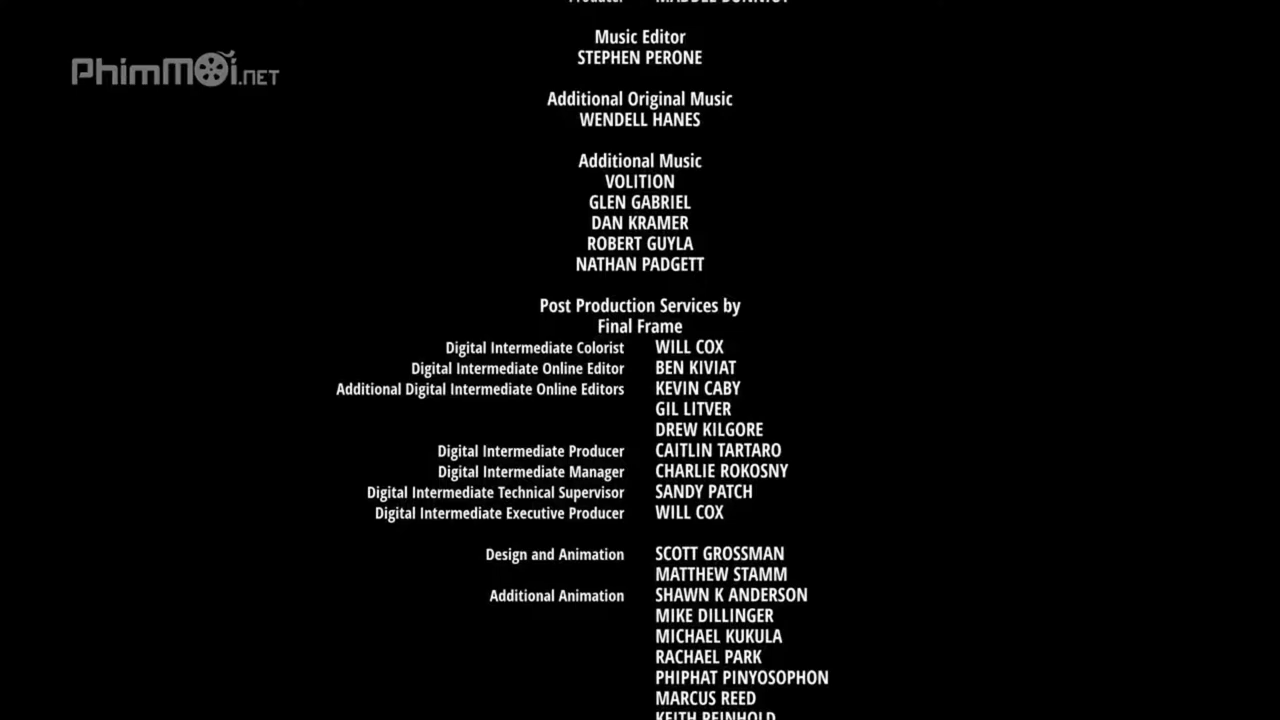 PhimMỚi.NET
Music Editor
STEPHEN PERONE
Additional Original Music
WENDELL HANES
Additional Music
VOLITION
GLEN GABRIEL
DAN KRAMER
ROBERT GUYLA
NATHAN PADGETT
Post Production Services by
Final Frame
Digital Intermediate Colorist WILL COX
Digital Intermediate Online Editor BEN KIVIAT
Additional Digital Intermediate Online Editors KEVIN CABY
GIL LITVER
DREW KILGORE
Digital Intermediate Producer CAITLIN TARTARO
Digital Intermediate Manager CHARLIE ROKOSNY
Digital Intermediate Technical Supervisor SANDY PATCH
Digital Intermediate Executive Producer WILL COX
Design and Animation SCOTT GROSSMAN
MATTHEW STAMM
Additional Animation SHAWN K ANDERSON
MIKE DILLINGER
MICHAEL KUKULA
RACHAEL PARK
PHIPHAT PINYOSOPHON
MARCUS REED
KEITH REINHOLD